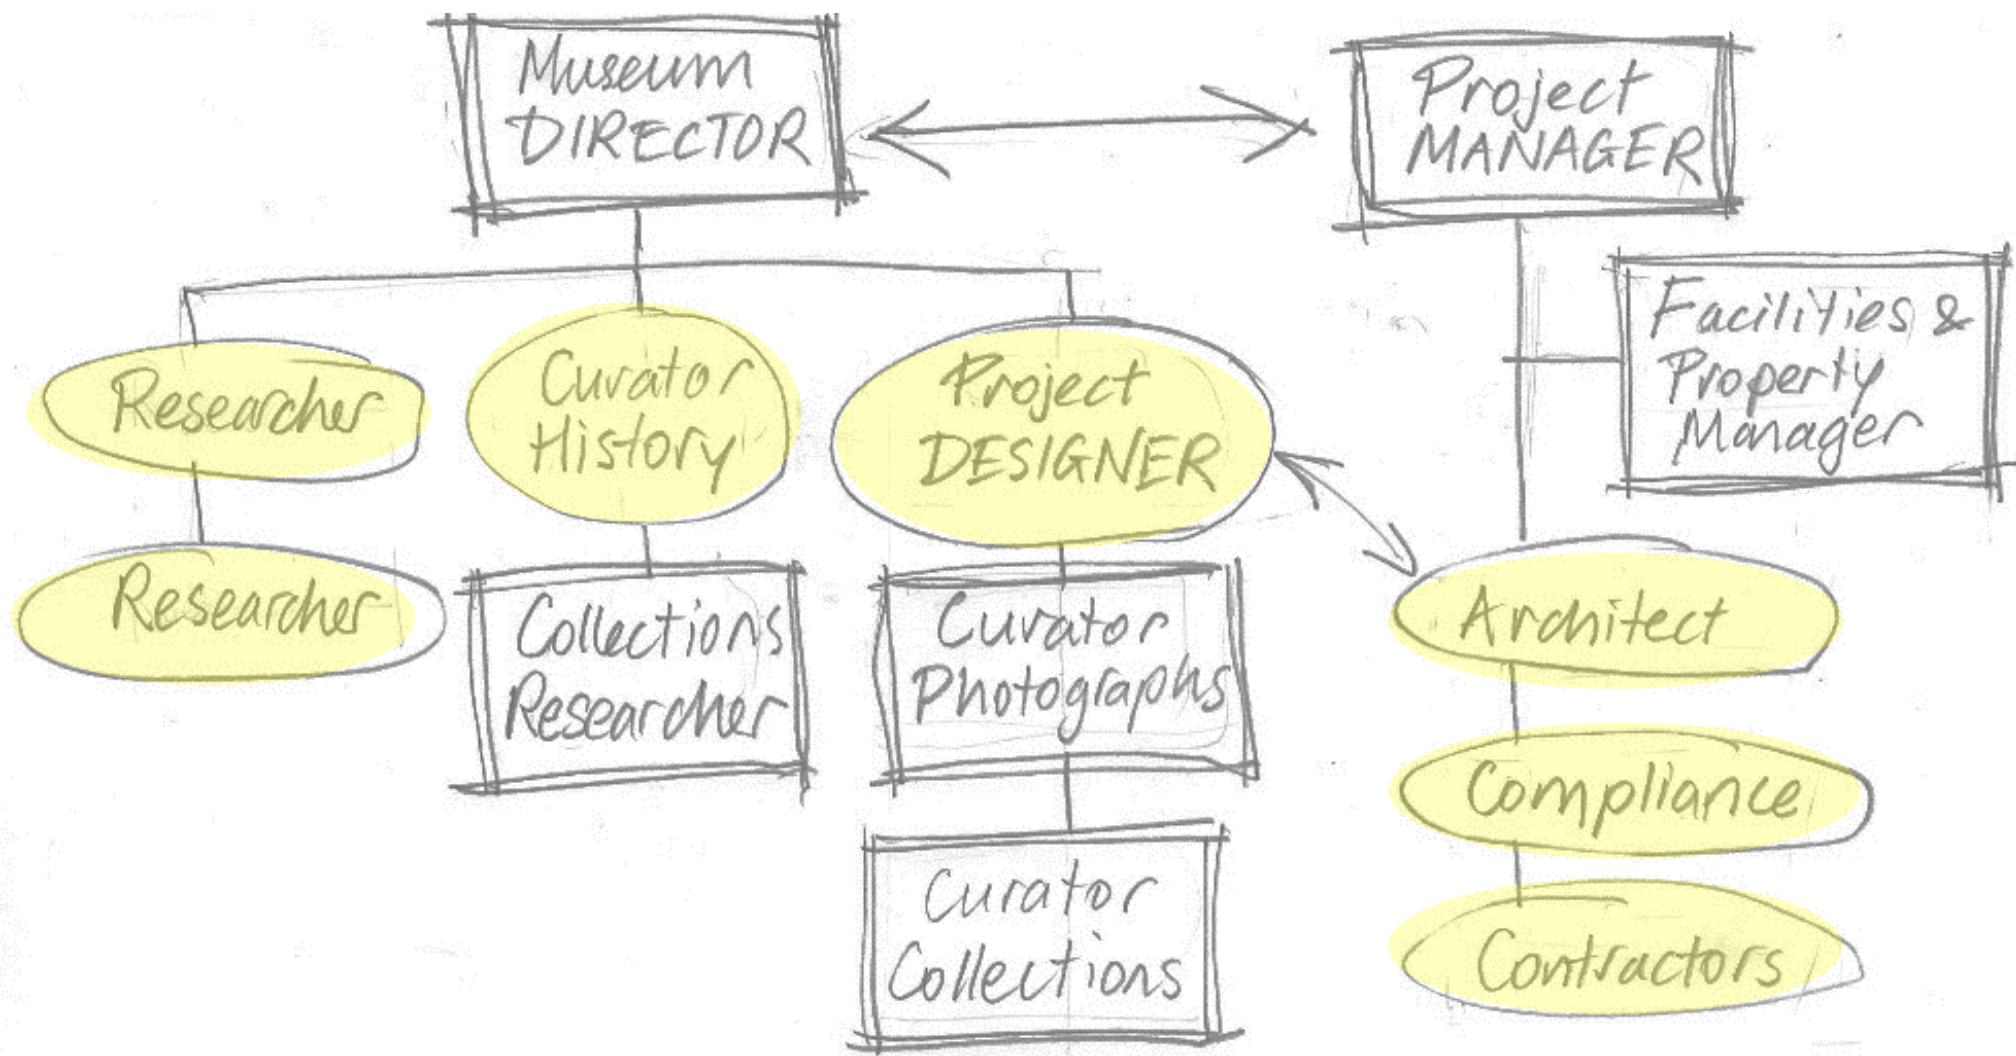 Museum
DIRECTOR
Project
MANAGER
Facilities &
Property
Manager
Researcher
Curator
History
Project
DESIGNER
Researcher
Collections
Researcher
Curator
Photographs
Architect
Compliance
Curator
Collections
Contractors